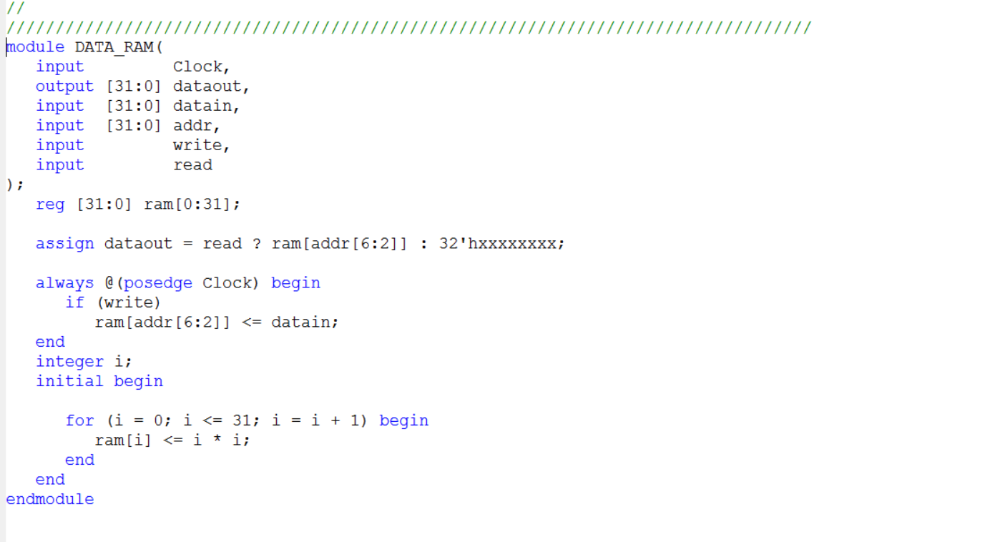 //
//////////////////////////////////////////////////////////////////////////////////
module DATA_RAM(
   input         Clock,
   output [31:0] dataout,
   input  [31:0] datain,
   input  [31:0] addr,
   input         write,
   input         read
);
   reg [31:0] ram[0:31];
   assign dataout = read ? ram[addr[6:2]] : 32'hxxxxxxxx;
   always @(posedge Clock) begin
      if (write)
         ram[addr[6:2]] <= datain;
   end
   integer i;
   initial begin
      for (i = 0; i <= 31; i = i + 1) begin
         ram[i] <= i * i;
      end
   end
endmodule